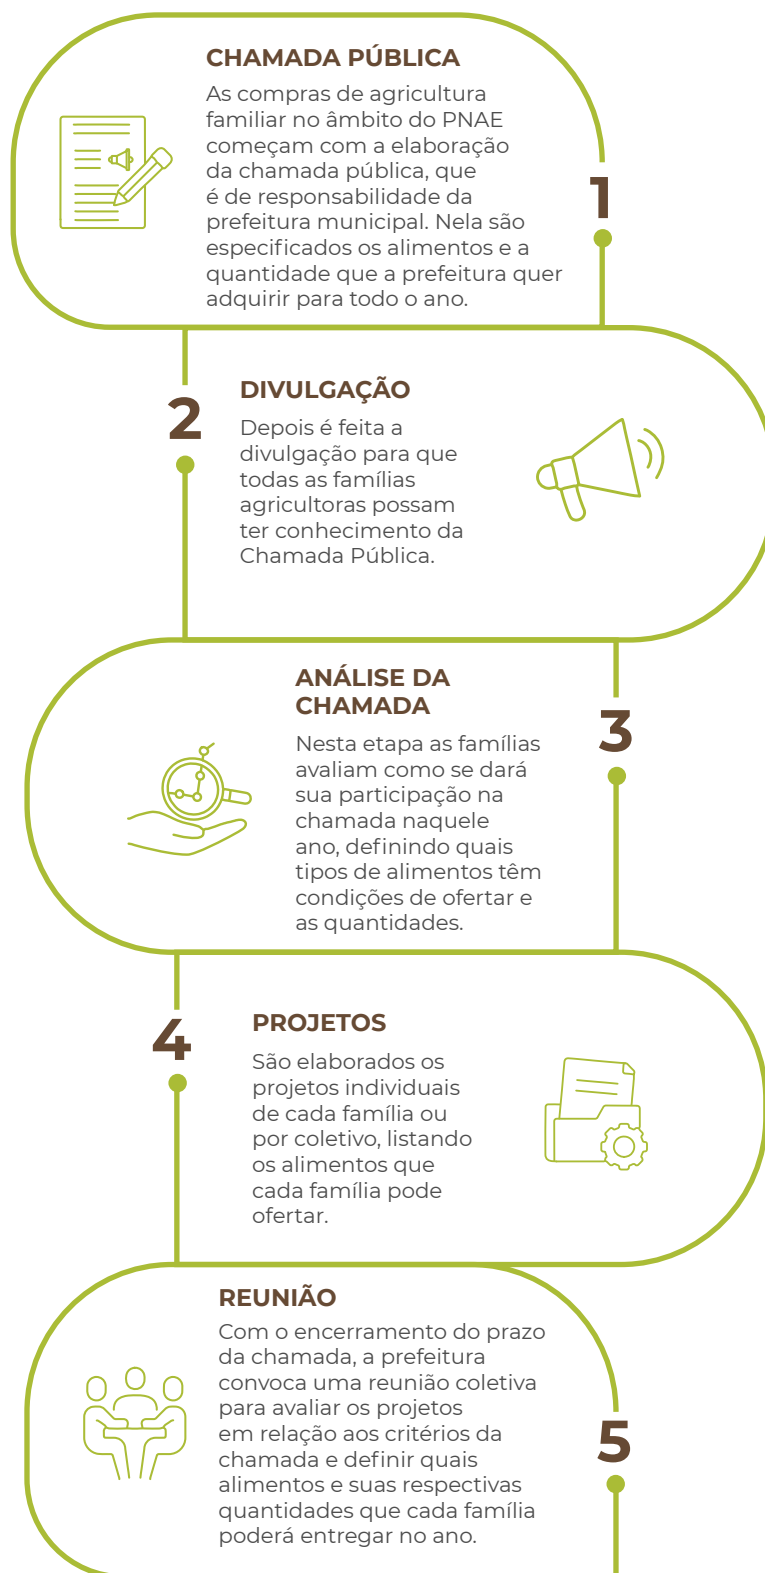 CHAMADA PÚBLICA
As compras de agricultura
familiar no âmbito do PNAE
começam com a elaboração
da chamada pública, que
é de responsabilidade da
prefeitura municipal. Nela são
especificados os alimentos e a
quantidade que a prefeitura quer
adquirir para todo o ano.
1
2
DIVULGAÇÃO
Depois é feita a
divulgação para que
todas as famílias
agricultoras possam
ter conhecimento da
Chamada Pública.
ANÁLISE DA
CHAMADA
Nesta etapa as famílias
avaliam como se dará
sua participação na
chamada naquele
ano, definindo quais
tipos de alimentos têm
condições de ofertar e
as quantidades.
3
4
PROJETOS
São elaborados os
projetos individuais
de cada família ou
por coletivo, listando
os alimentos que
cada família pode
ofertar.
REUNIÃO
Com o encerramento do prazo
da chamada, a prefeitura
convoca uma reunião coletiva
para avaliar os projetos
em relação aos critérios da
chamada e definir quais
alimentos e suas respectivas
quantidades que cada família
poderá entregar no ano.
5